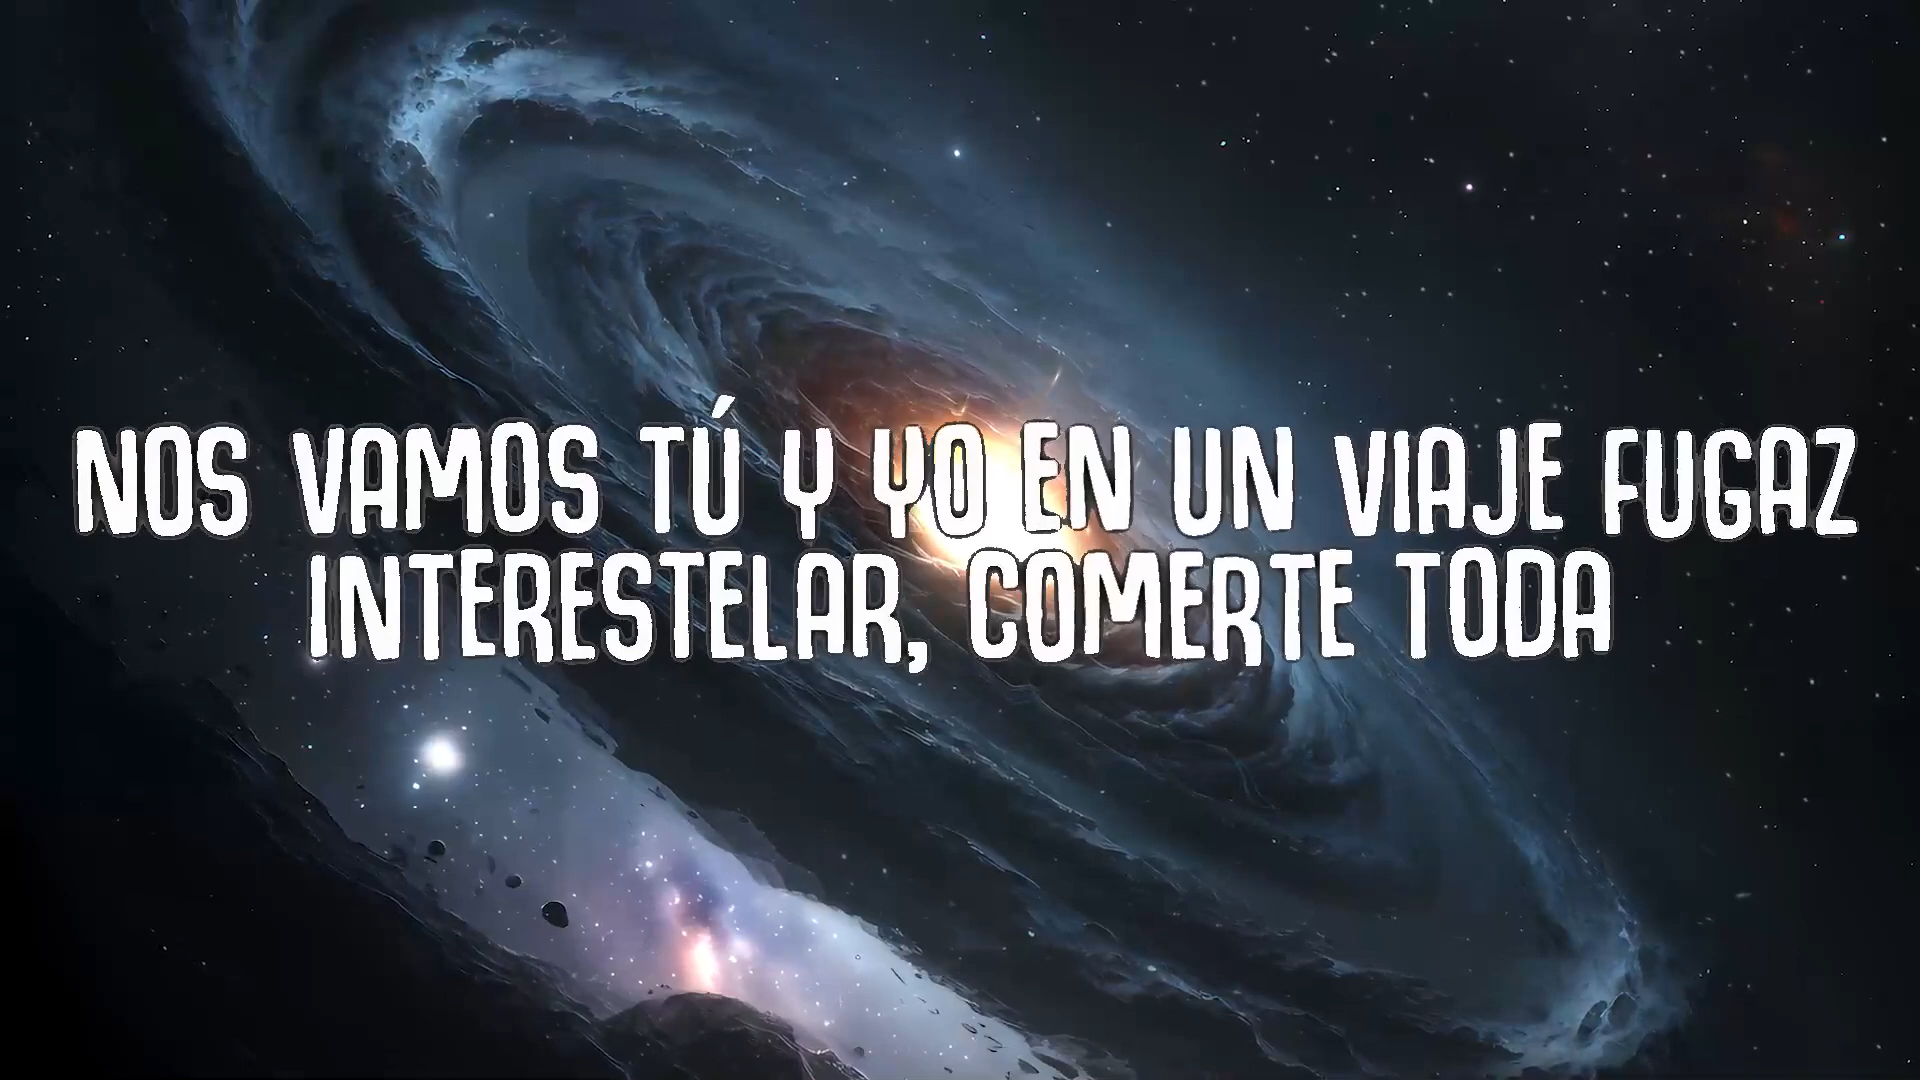 NOS VAMOS TÚ Y YO EN UN VIAJE FUGAZ
INTERESTELAR, COMERTE TODA